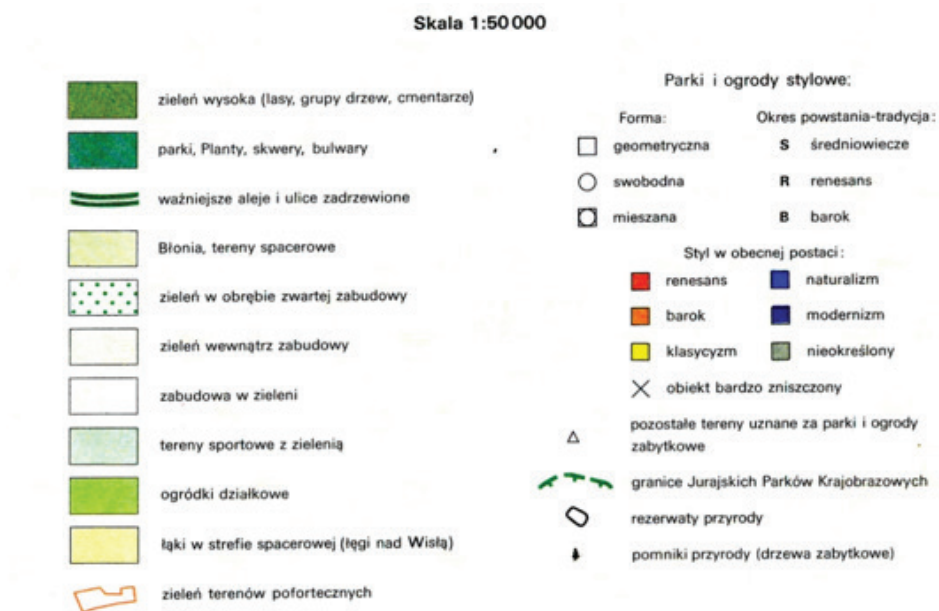 Skala 1:50 000
zieleń wysoka (lasy, grupy drzew, cmentarze)
parki, Planty, skwery, bulwary
ważniejsze aleje i ulice zadrzewione
Błonia, tereny spacerowe
zieleń w obrębie zwartej zabudowy
zieleń wewnątrz zabudowy
zabudowa w zieleni
tereny sportowe z zielenią
ogródki działkowe
łąki w strefie spacerowej (łęgi nad Wisłą)
zieleń terenów pofortecznych
Parki i ogrody stylowe:
Forma:
geometryczna
swobodna
mieszana
Okres powstania-tradycja:
S średniowiecze
R renesans
B barok
Styl w obecnej postaci:
renesans
barok
klasycyzm
naturalizm
modernizm
nieokreślony
obiekt bardzo zniszczony
pozostałe tereny uznane za parki i ogrody
zabytkowe
granice Jurajskich Parków Krajobrazowych
rezerwaty przyrody
pomniki przyrody (drzewa zabytkowe)